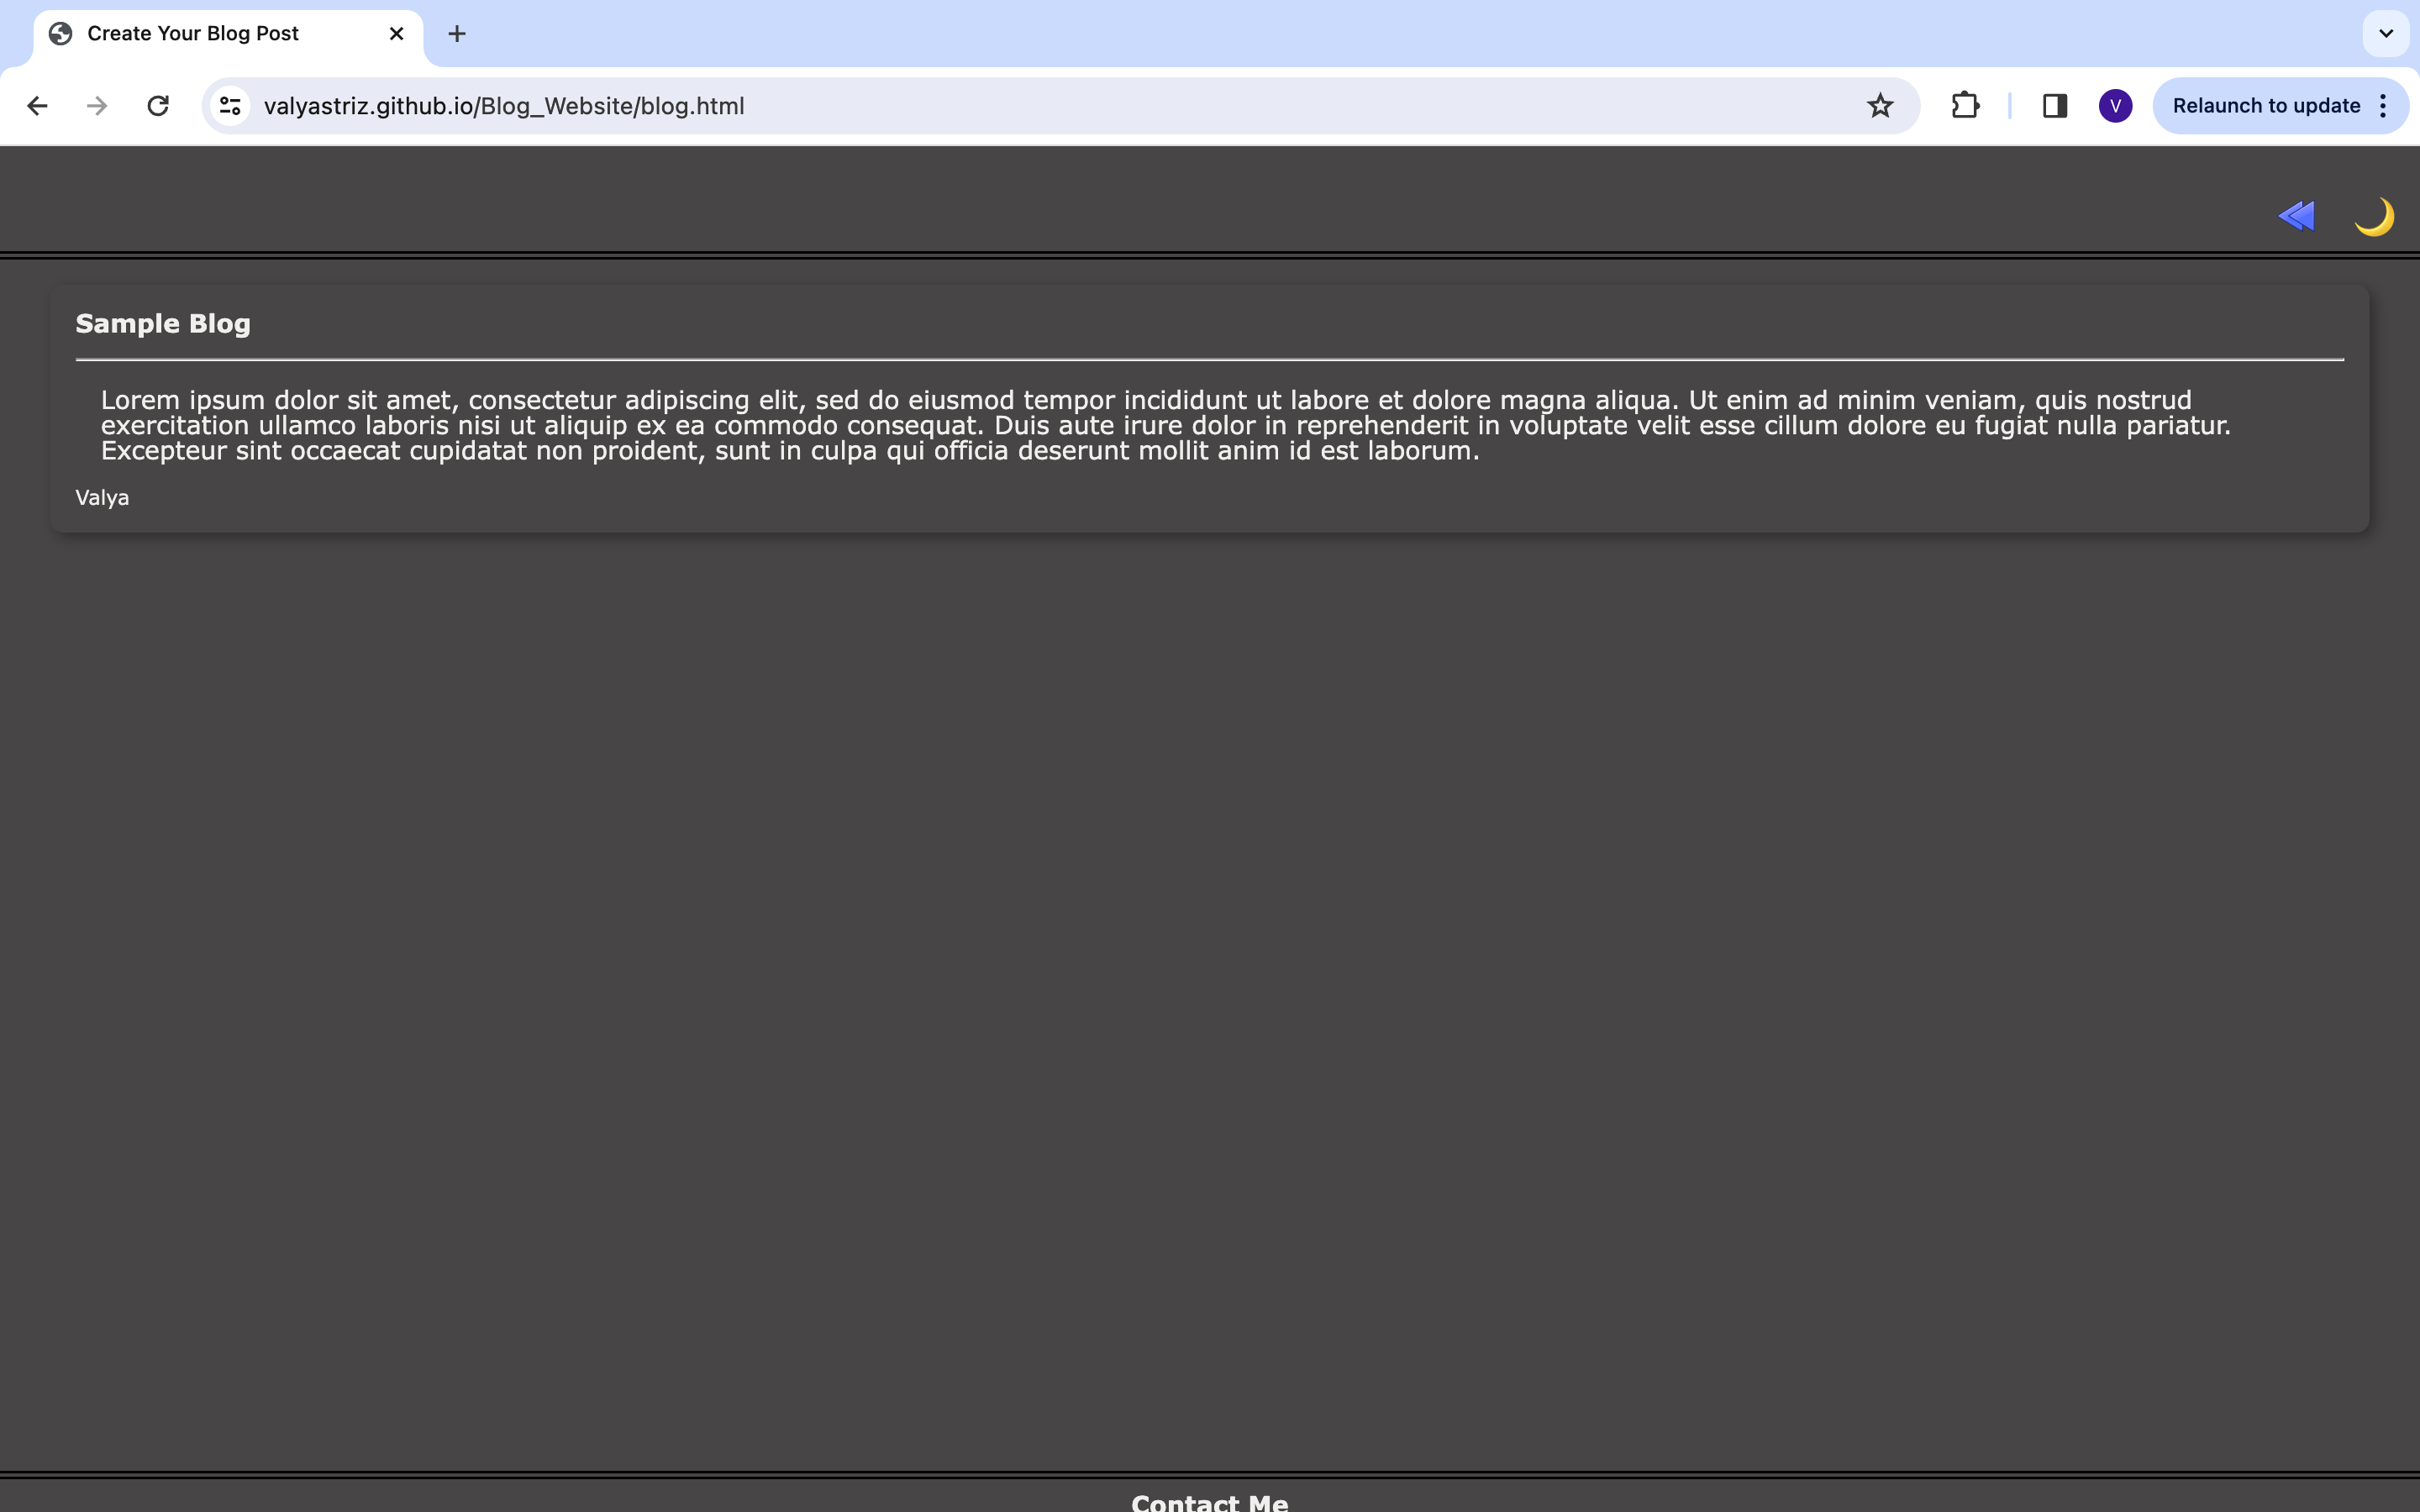 Create Your Blog Post
valyastriz.github.io/Blog_Website/blog.html
V
Relaunch to update
Sample Blog
Lorem ipsum dolor sit amet, consectetur adipiscing elit, sed do eiusmod tempor incididunt ut labore et dolore magna aliqua. Ut enim ad minim veniam, quis nostrud
exercitation ullamco laboris nisi ut aliquip ex ea commodo consequat. Duis aute irure dolor in reprehenderit in voluptate velit esse cillum dolore eu fugiat nulla pariatur.
Excepteur sint occaecat cupidatat non proident, sunt in culpa qui officia deserunt mollit anim id est laborum.
Valya
Contact Me